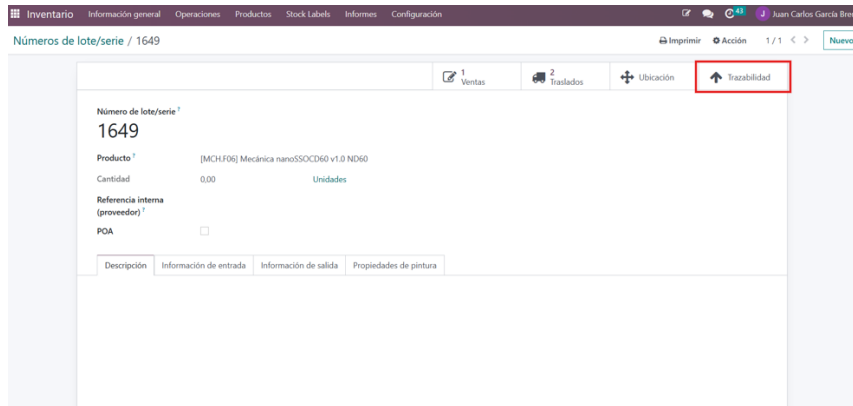 Inventario Información general Operaciones Productos Stock Labels Informes Configuración 43 J Juan Carlos García
Números de lote/serie / 1649 Imprimir Acción 1 / 1 < > Nuevo
1 Ventas 2 Traslados Ubicación Trazabilidad
Número de lote/serie ?
1649
Producto ? [MCH.F06] Mecánica nanoSSOCD60 v1.0 ND60
Cantidad 0,00 Unidades
Referencia interna
(proveedor) ?
POA
Descripción Información de entrada Información de salida Propiedades de pintura